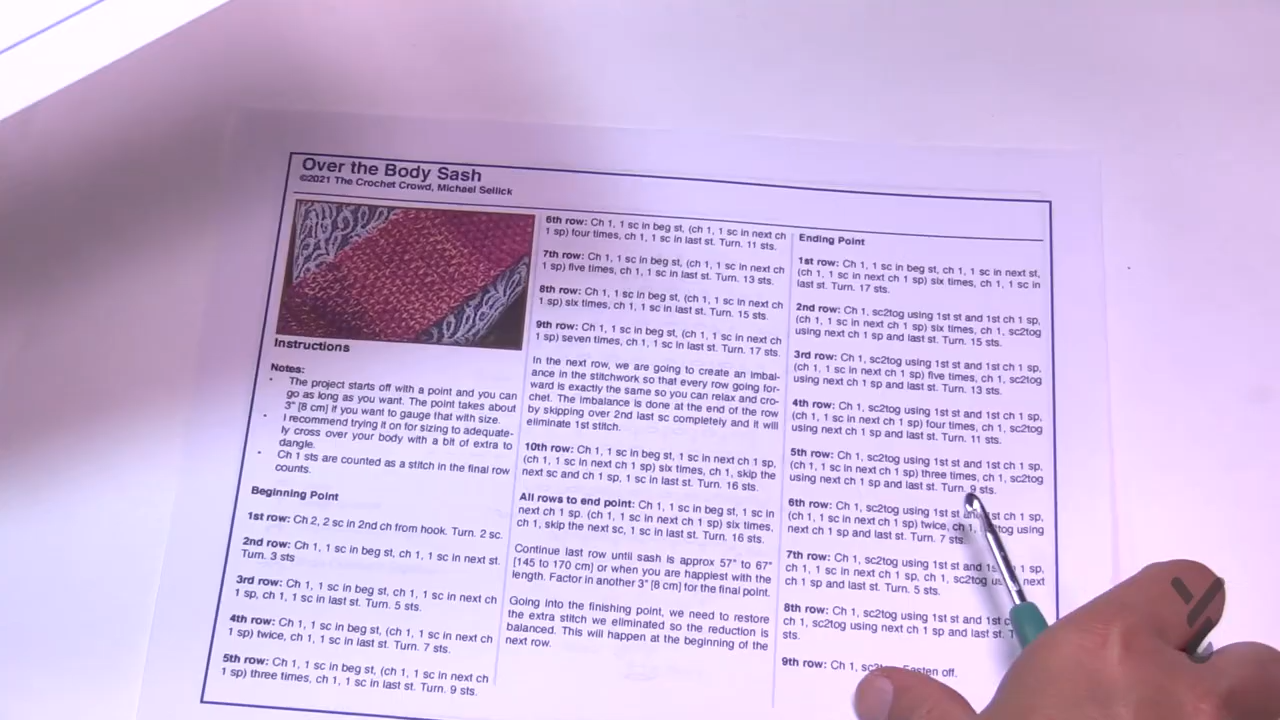 Over the Body Sash
©2021 The Crochet Crowd, Michael Sellick
Instructions
Notes:
• The project starts off with a point and you can
go as long as you want. The point takes about
3" [8 cm] if you want to gauge that with size.
• I recommend trying it on for sizing to adequate-
ly cross over your body with a bit of extra to
dangle.
• Ch 1 sts are counted as a stitch in the final row
counts.
Beginning Point
1st row: Ch 2, 2 sc in 2nd ch from hook. Turn. 2 sc.
2nd row: Ch 1, 1 sc in beg st, ch 1, 1 sc in next st.
Turn. 3 sts
3rd row: Ch 1, 1 sc in beg st, ch 1, 1 sc in next ch
1 sp, ch 1, 1 sc in last st. Turn. 5 sts.
4th row: Ch 1, 1 sc in beg st, (ch 1, 1 sc in next ch
1 sp) twice, ch 1, 1 sc in last st. Turn. 7 sts.
5th row: Ch 1, 1 sc in beg st, (ch 1, 1 sc in next ch
1 sp) three times, ch 1, 1 sc in last st. Turn. 9 sts.
6th row: Ch 1, 1 sc in beg st, (ch 1, 1 sc in next ch
1 sp) four times, ch 1, 1 sc in last st. Turn. 11 sts.
7th row: Ch 1, 1 sc in beg st, (ch 1, 1 sc in next ch
1 sp) five times, ch 1, 1 sc in last st. Turn. 13 sts.
8th row: Ch 1, 1 sc in beg st, (ch 1, 1 sc in next ch
1 sp) six times, ch 1, 1 sc in last st. Turn. 15 sts.
9th row: Ch 1, 1 sc in beg st, (ch 1, 1 sc in next ch
1 sp) seven times, ch 1, 1 sc in last st. Turn. 17 sts.
In the next row, we are going to create an imbal-
ance in the stitchwork so that every row going for-
ward is exactly the same so you can relax and cro-
chet. The imbalance is done at the end of the row
by skipping over 2nd last sc completely and it will
eliminate 1st stitch.
10th row: Ch 1, 1 sc in beg st, 1 sc in next ch 1 sp,
(ch 1, 1 sc in next ch 1 sp) six times, ch 1, skip the
next sc and ch 1 sp, 1 sc in last st. Turn. 16 sts.
All rows to end point: Ch 1, 1 sc in beg st, 1 sc in
next ch 1 sp. (ch 1, 1 sc in next ch 1 sp) six times,
ch 1, skip the next sc, 1 sc in last st. Turn. 16 sts.
Continue last row until sash is approx 57" to 67"
[145 to 170 cm] or when you are happiest with the
length. Factor in another 3" [8 cm] for the final point.
Going into the finishing point, we need to restore
the extra stitch we eliminated so the reduction is
balanced. This will happen at the beginning of the
next row.
Ending Point
1st row: Ch 1, 1 sc in beg st, ch 1, 1 sc in next st,
(ch 1, 1 sc in next ch 1 sp) six times, ch 1, 1 sc in
last st. Turn. 17 sts.
2nd row: Ch 1, sc2tog using 1st st and 1st ch 1 sp,
(ch 1, 1 sc in next ch 1 sp) six times, ch 1, sc2tog
using next ch 1 sp and last st. Turn. 15 sts.
3rd row: Ch 1, sc2tog using 1st st and 1st ch 1 sp,
(ch 1, 1 sc in next ch 1 sp) five times, ch 1, sc2tog
using next ch 1 sp and last st. Turn. 13 sts.
4th row: Ch 1, sc2tog using 1st st and 1st ch 1 sp,
(ch 1, 1 sc in next ch 1 sp) four times, ch 1, sc2tog
using next ch 1 sp and last st. Turn. 11 sts.
5th row: Ch 1, sc2tog using 1st st and 1st ch 1 sp,
(ch 1, 1 sc in next ch 1 sp) three times, ch 1, sc2tog
using next ch 1 sp and last st. Turn. 9 sts.
6th row: Ch 1, sc2tog using 1st st and 1st ch 1 sp,
(ch 1, 1 sc in next ch 1 sp) twice, ch 1, using
next ch 1 sp and last st. Turn. 7 sts.
7th row: Ch 1, sc2tog using 1st st and 1 sp,
ch 1, 1 sc in next ch 1 sp, ch 1, sc2tog next
ch 1 sp and last st. Turn. 5 sts.
8th row: Ch 1, sc2tog using 1st st and 1st
ch 1, sc2tog using next ch 1 sp and last st.
sts.
9th row: Ch 1, Fasten off.